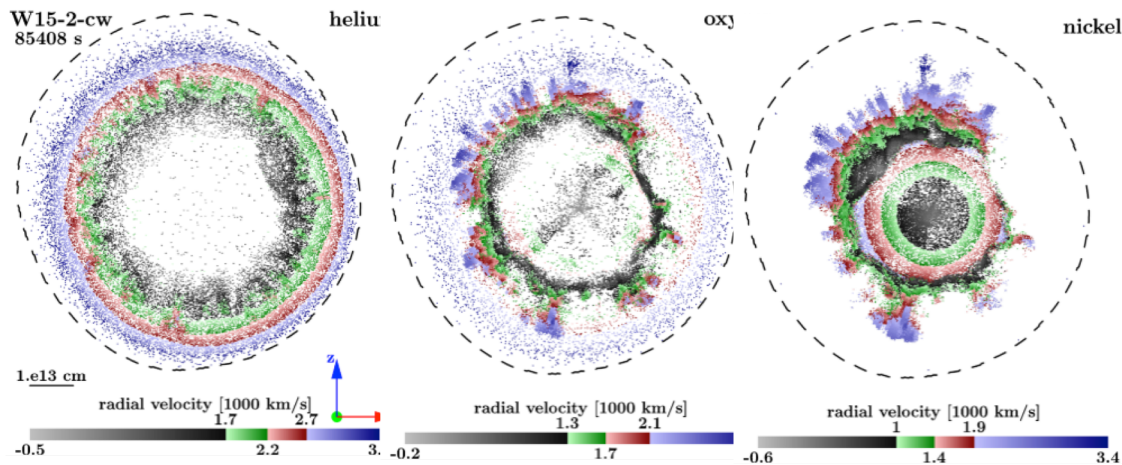 W15-2-cw heliu oxy nickel
85408 s
1.e13 cm
z
radial velocity [1000 km/s] radial velocity [1000 km/s] radial velocity [1000 km/s]
1.7 2.7 1.3 2.1 1 1.9
-0.5 2.2 3. -0.2 1.7 -0.6 1.4 3.4